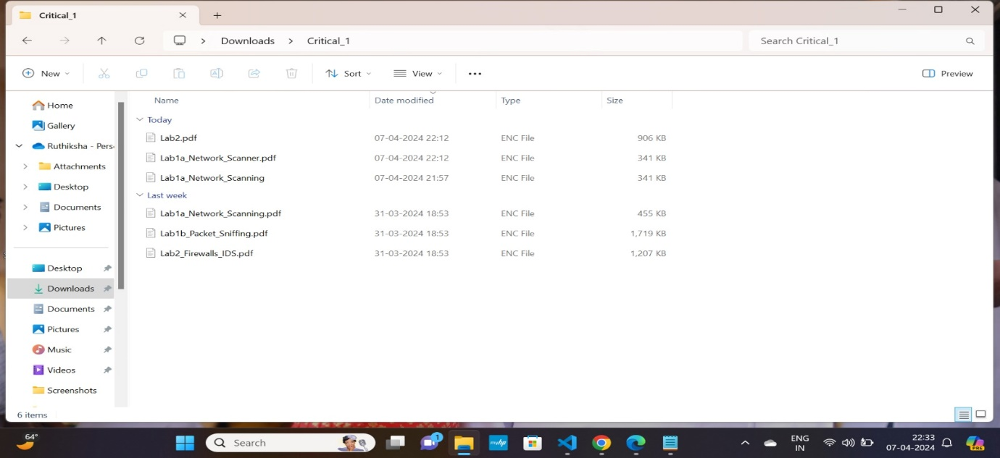 Critical_1
Downloads > Critical_1
Search Critical_1
New
Sort
View
Preview
Name Date modified Type Size
Today
Lab2.pdf 07-04-2024 22:12 ENC File 906 KB
Lab1a_Network_Scanner.pdf 07-04-2024 22:12 ENC File 341 KB
Lab1a_Network_Scanning 07-04-2024 21:57 ENC File 341 KB
Last week
Lab1a_Network_Scanning.pdf 31-03-2024 18:53 ENC File 455 KB
Lab1b_Packet_Sniffing.pdf 31-03-2024 18:53 ENC File 1,719 KB
Lab2_Firewalls_IDS.pdf 31-03-2024 18:53 ENC File 1,207 KB
Home
Gallery
Ruthiksha - Pers
Attachments
Desktop
Documents
Pictures
Desktop
Downloads
Documents
Pictures
Music
Videos
Screenshots
6 items
64°
Search
1
myhp
PRE
ENG
IN
22:33
07-04-2024